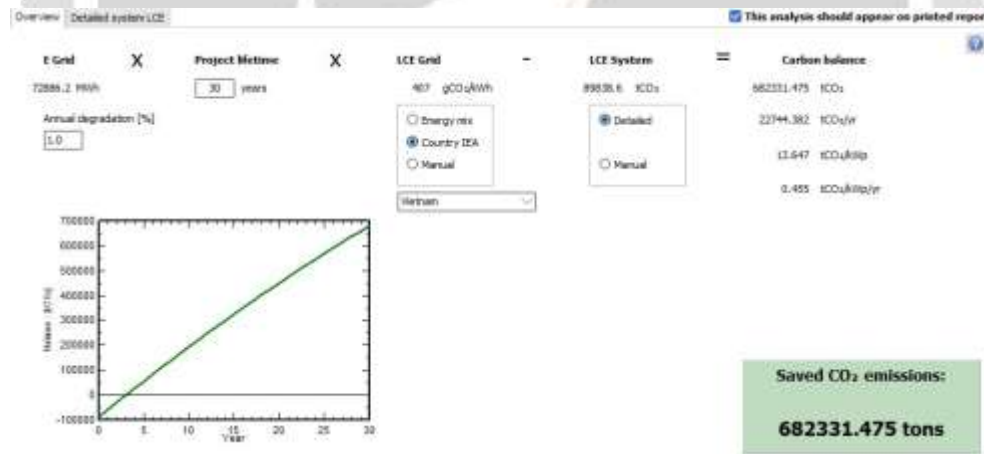 Overview Detailed system LCE
This analysis should appear on printed repor
E Grid X Project lifetime X LCE Grid - LCE System = Carbon balance
72886.2 MWh 30 years 407 gCO₂/kWh 89838.6 tCO₂ 682331.475 tCO₂
Annual degradation [%] Energy mix Detailed 22744.382 tCO₂/yr
1.0 Country IEA 13.647 tCO₂/kWp
Manual Manual 0.455 tCO₂/kWp/yr
Vietnam
700000
600000
500000
400000
300000
200000
100000
0
-100000
0 5 10 15 20 25 30
Year
Saved CO₂ emissions:
682331.475 tons